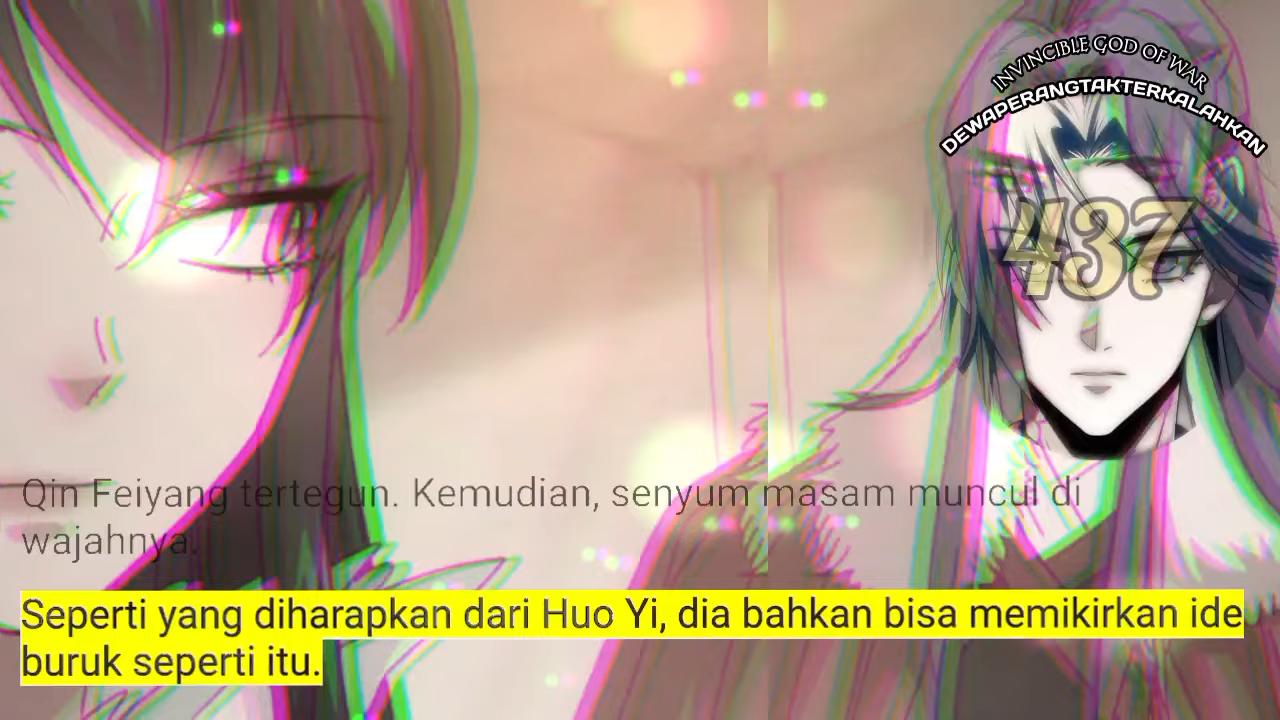 INVINCIBLE GOD OF WAR
DEWAPERANGTAKTERKALAHKAN
437
Qin Feiyang tertegun. Kemudian, senyum masam muncul di
wajahnya.
Seperti yang diharapkan dari Huo Yi, dia bahkan bisa memikirkan ide
buruk seperti itu.